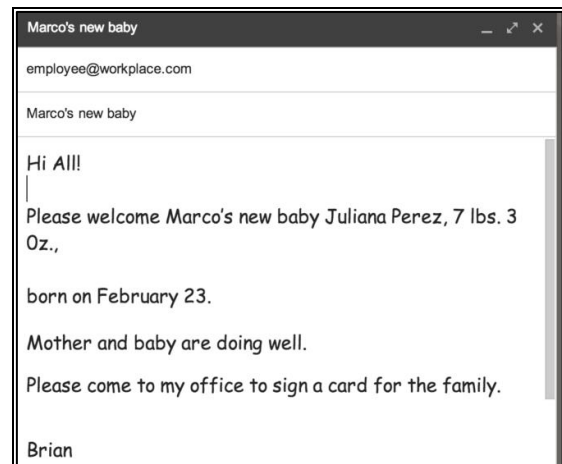 Marco's new baby
employee@workplace.com
Marco's new baby
Hi All!
Please welcome Marco's new baby Juliana Perez, 7 lbs. 3
Oz.,
born on February 23.
Mother and baby are doing well.
Please come to my office to sign a card for the family.
Brian